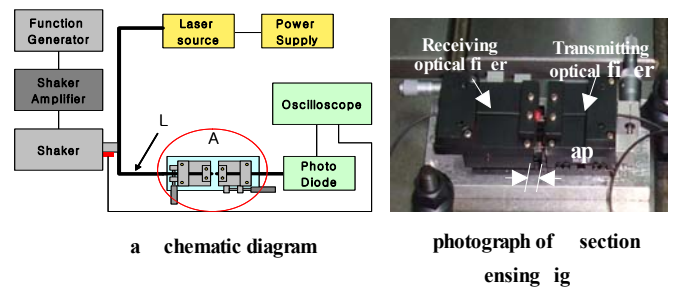 Function
Generator
Shaker
Amplifier
Shaker
Laser
source
Power
Supply
L
A
Oscilloscope
Photo
Diode
a chematic diagram
Receiving
optical fi er
Transmitting
optical fi er
ap
photograph of section
ensing ig